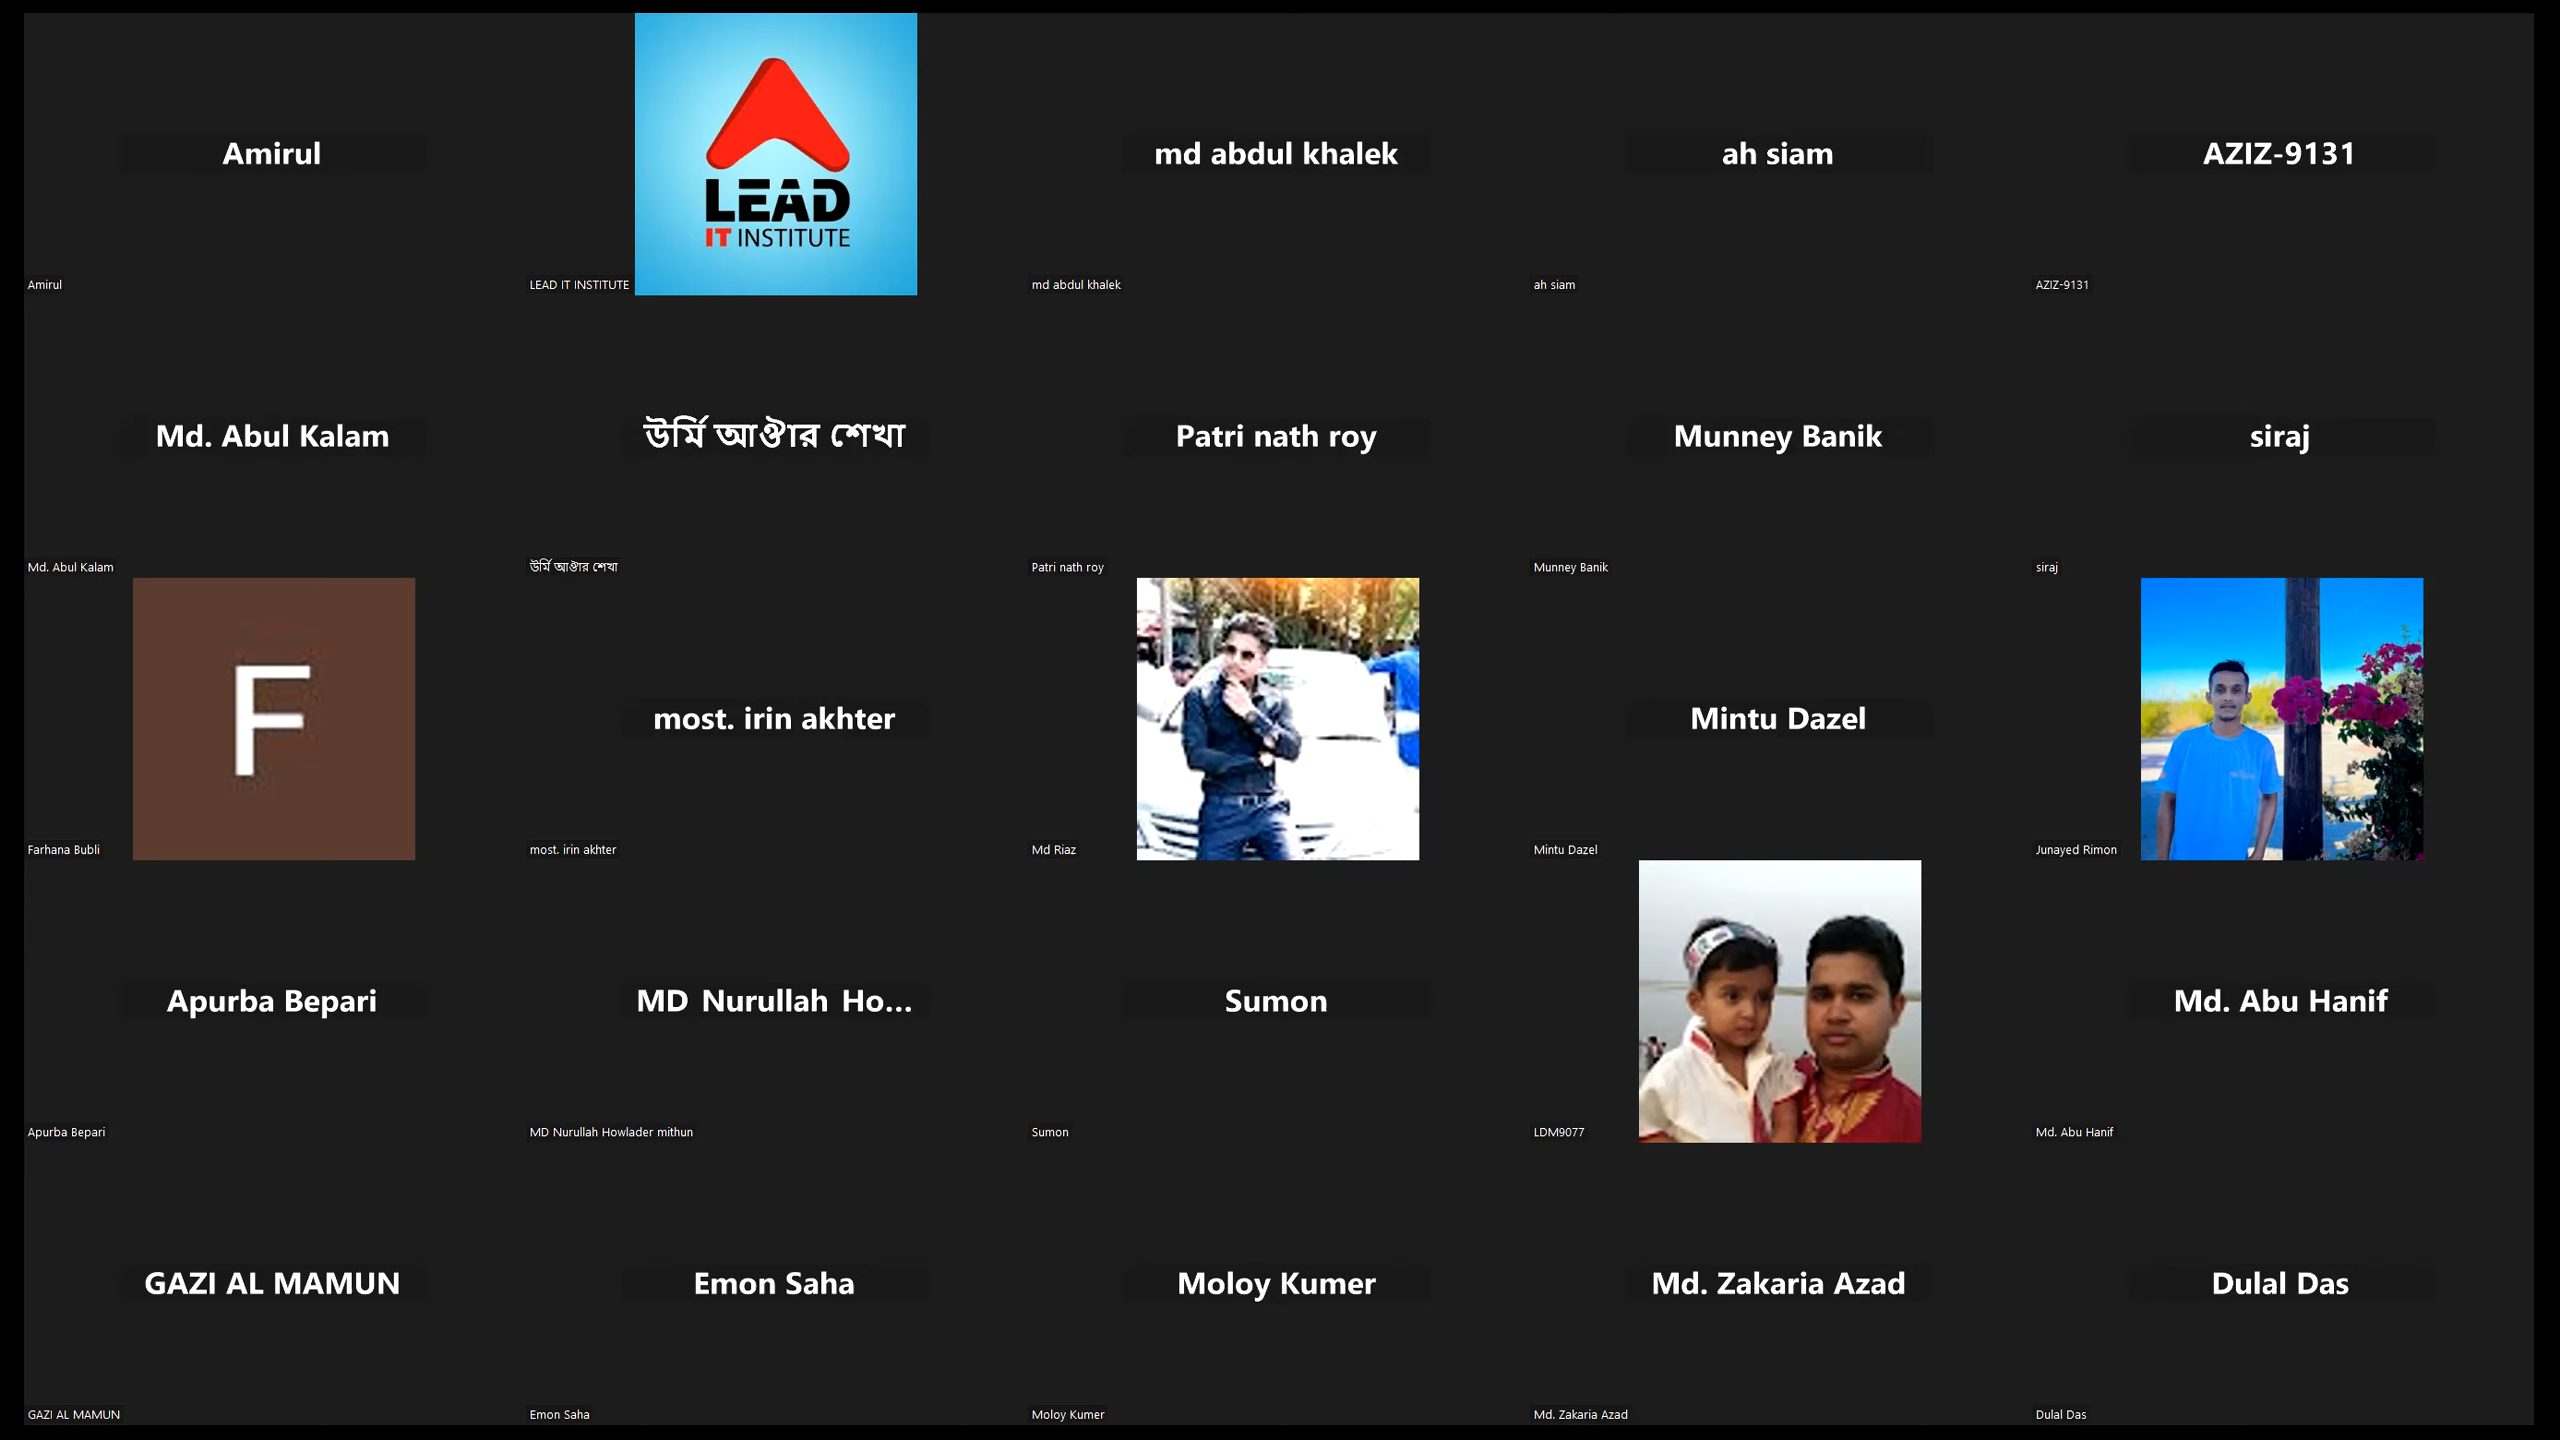 Amirul
LEAD
IT INSTITUTE
md abdul khalek
ah siam
AZIZ-9131
Amirul
LEAD IT INSTITUTE
md abdul khalek
ah siam
AZIZ-9131
Md. Abul Kalam
উর্মি আঔার শেখা
Patri nath roy
Munney Banik
siraj
Md. Abul Kalam
উর্মি আঔার শেখা
Patri nath roy
Munney Banik
siraj
F
most. irin akhter
Mintu Dazel
Farhana Bubli
most. irin akhter
Md Riaz
Mintu Dazel
Junayed Rimon
Apurba Bepari
MD Nurullah Ho...
Sumon
Md. Abu Hanif
Apurba Bepari
MD Nurullah Howlader mithun
Sumon
LDM9077
Md. Abu Hanif
GAZI AL MAMUN
Emon Saha
Moloy Kumer
Md. Zakaria Azad
Dulal Das
GAZI AL MAMUN
Emon Saha
Moloy Kumer
Md. Zakaria Azad
Dulal Das